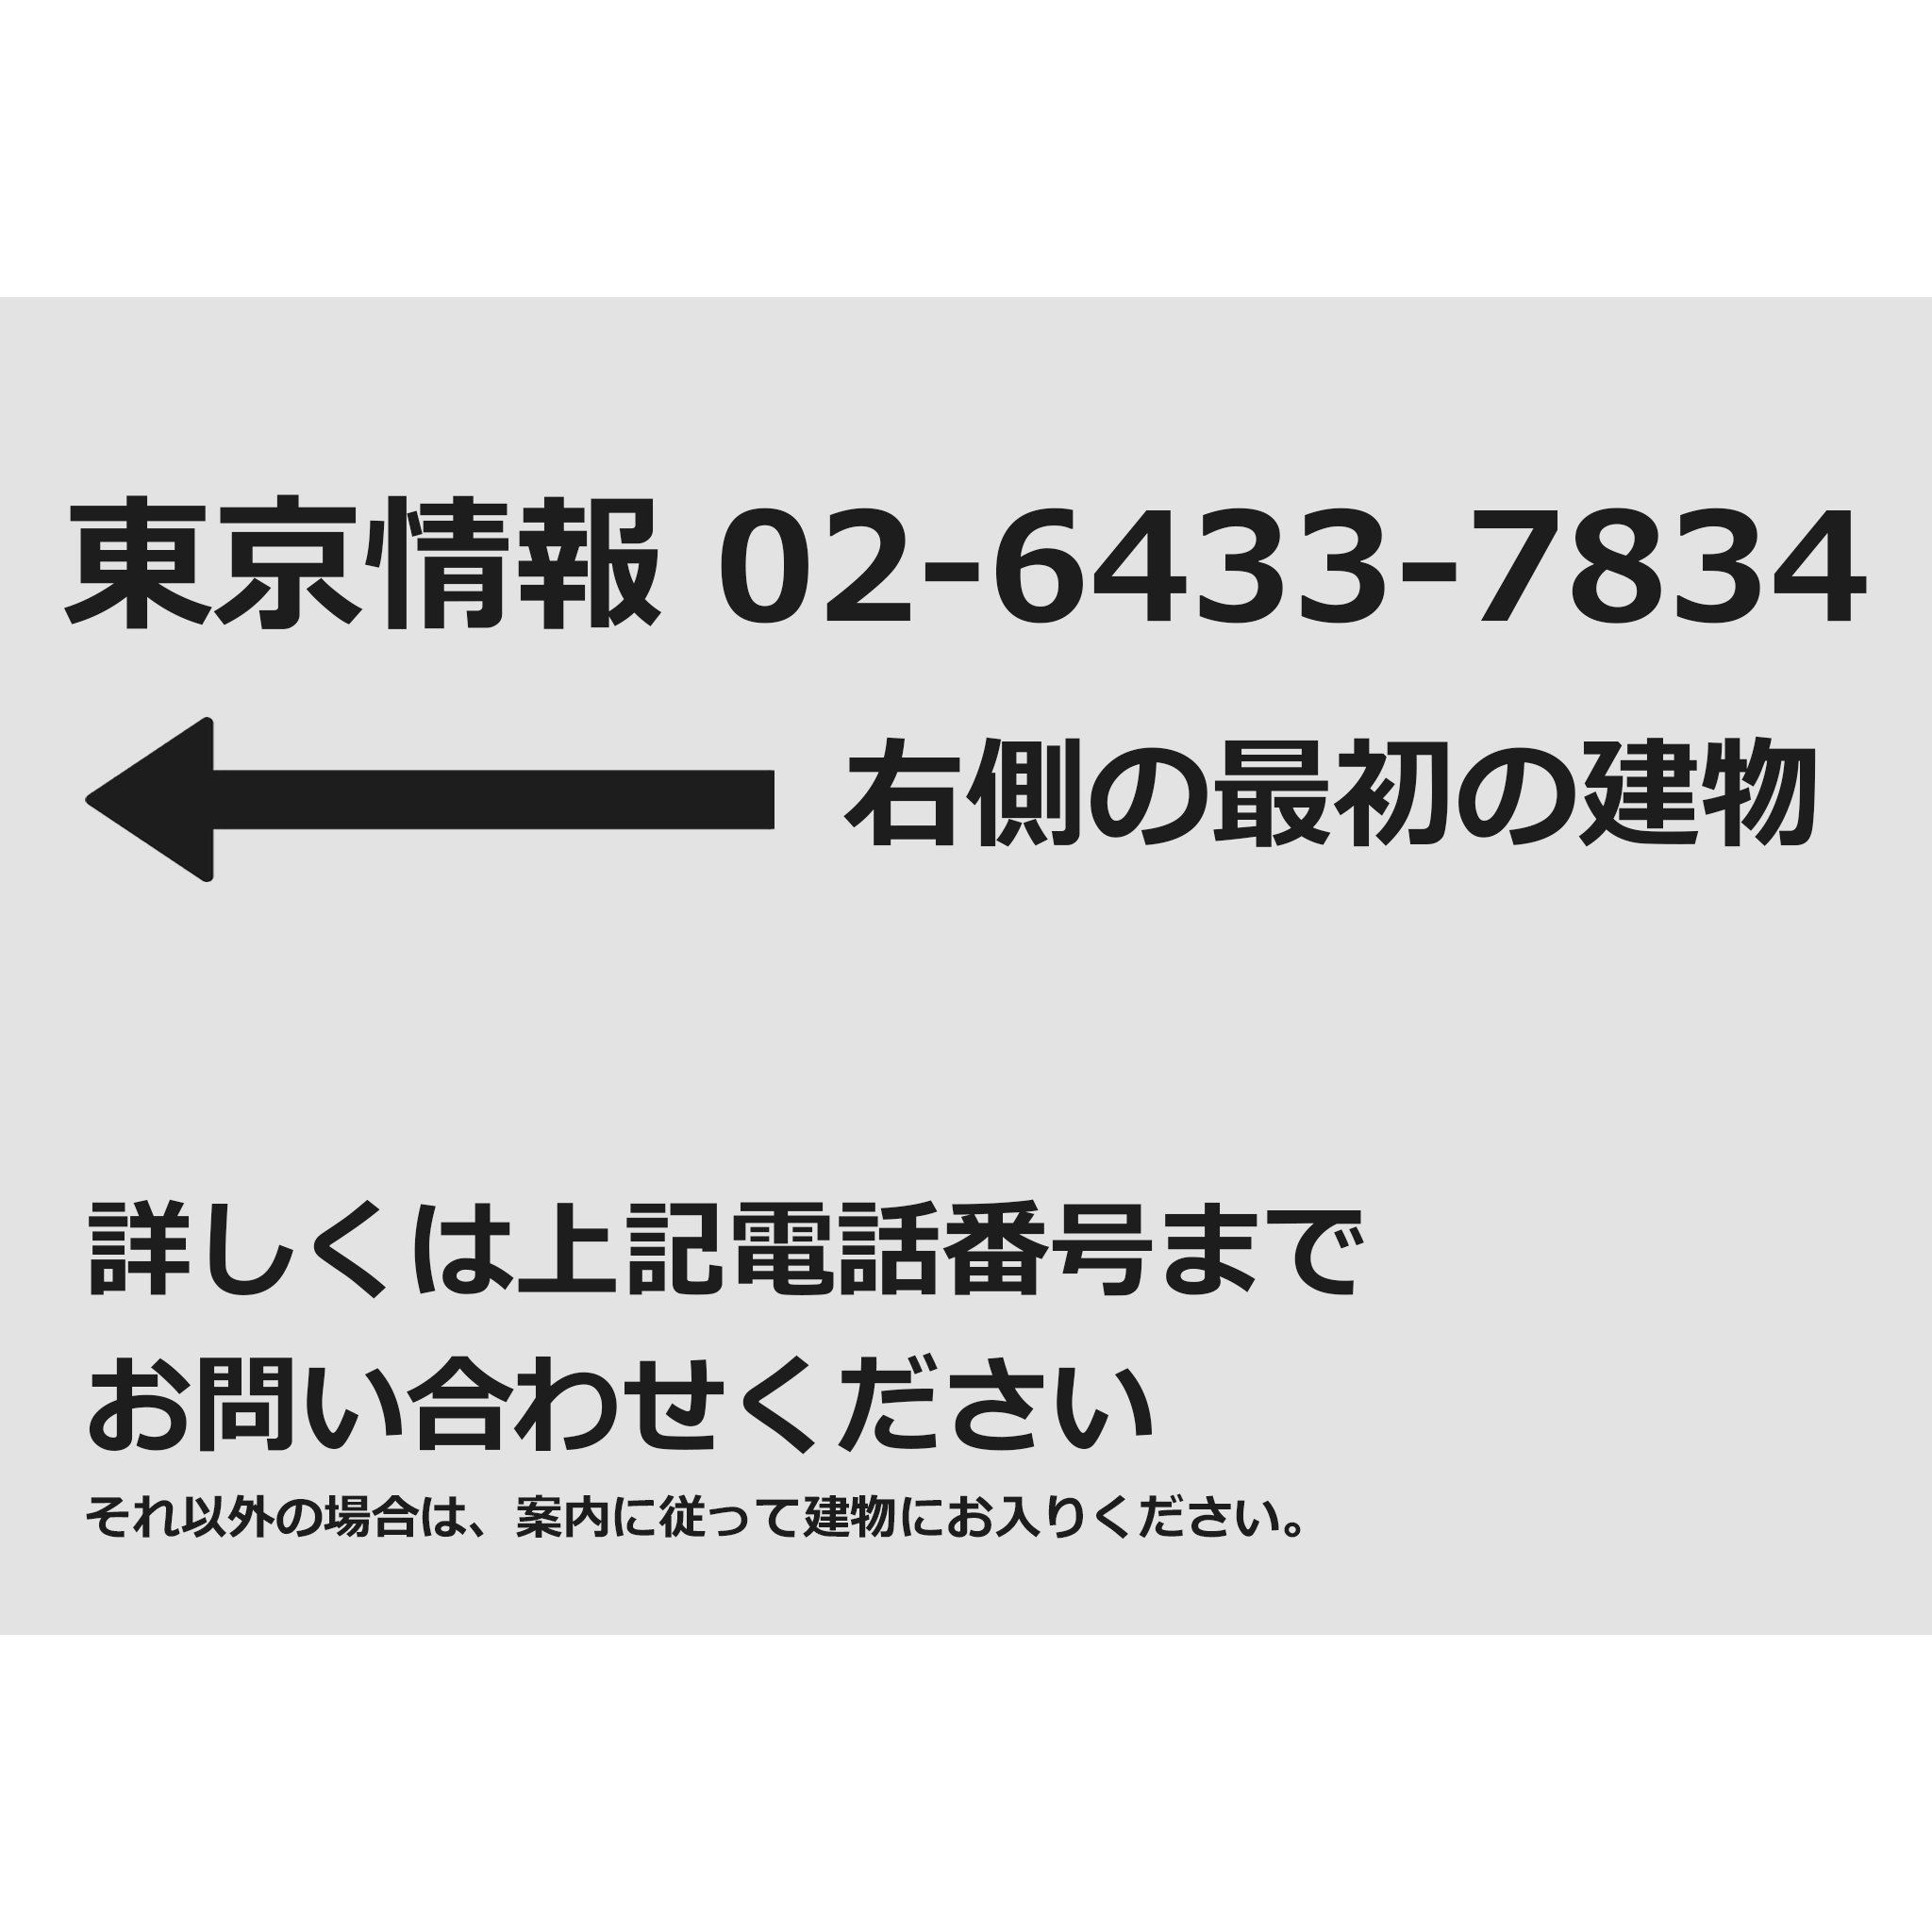 東京情報 02-6433-7834
右側の最初の建物
詳しくは上記電話番号まで
お問い合わせください
それ以外の場合は、案内に従って建物にお入りください。